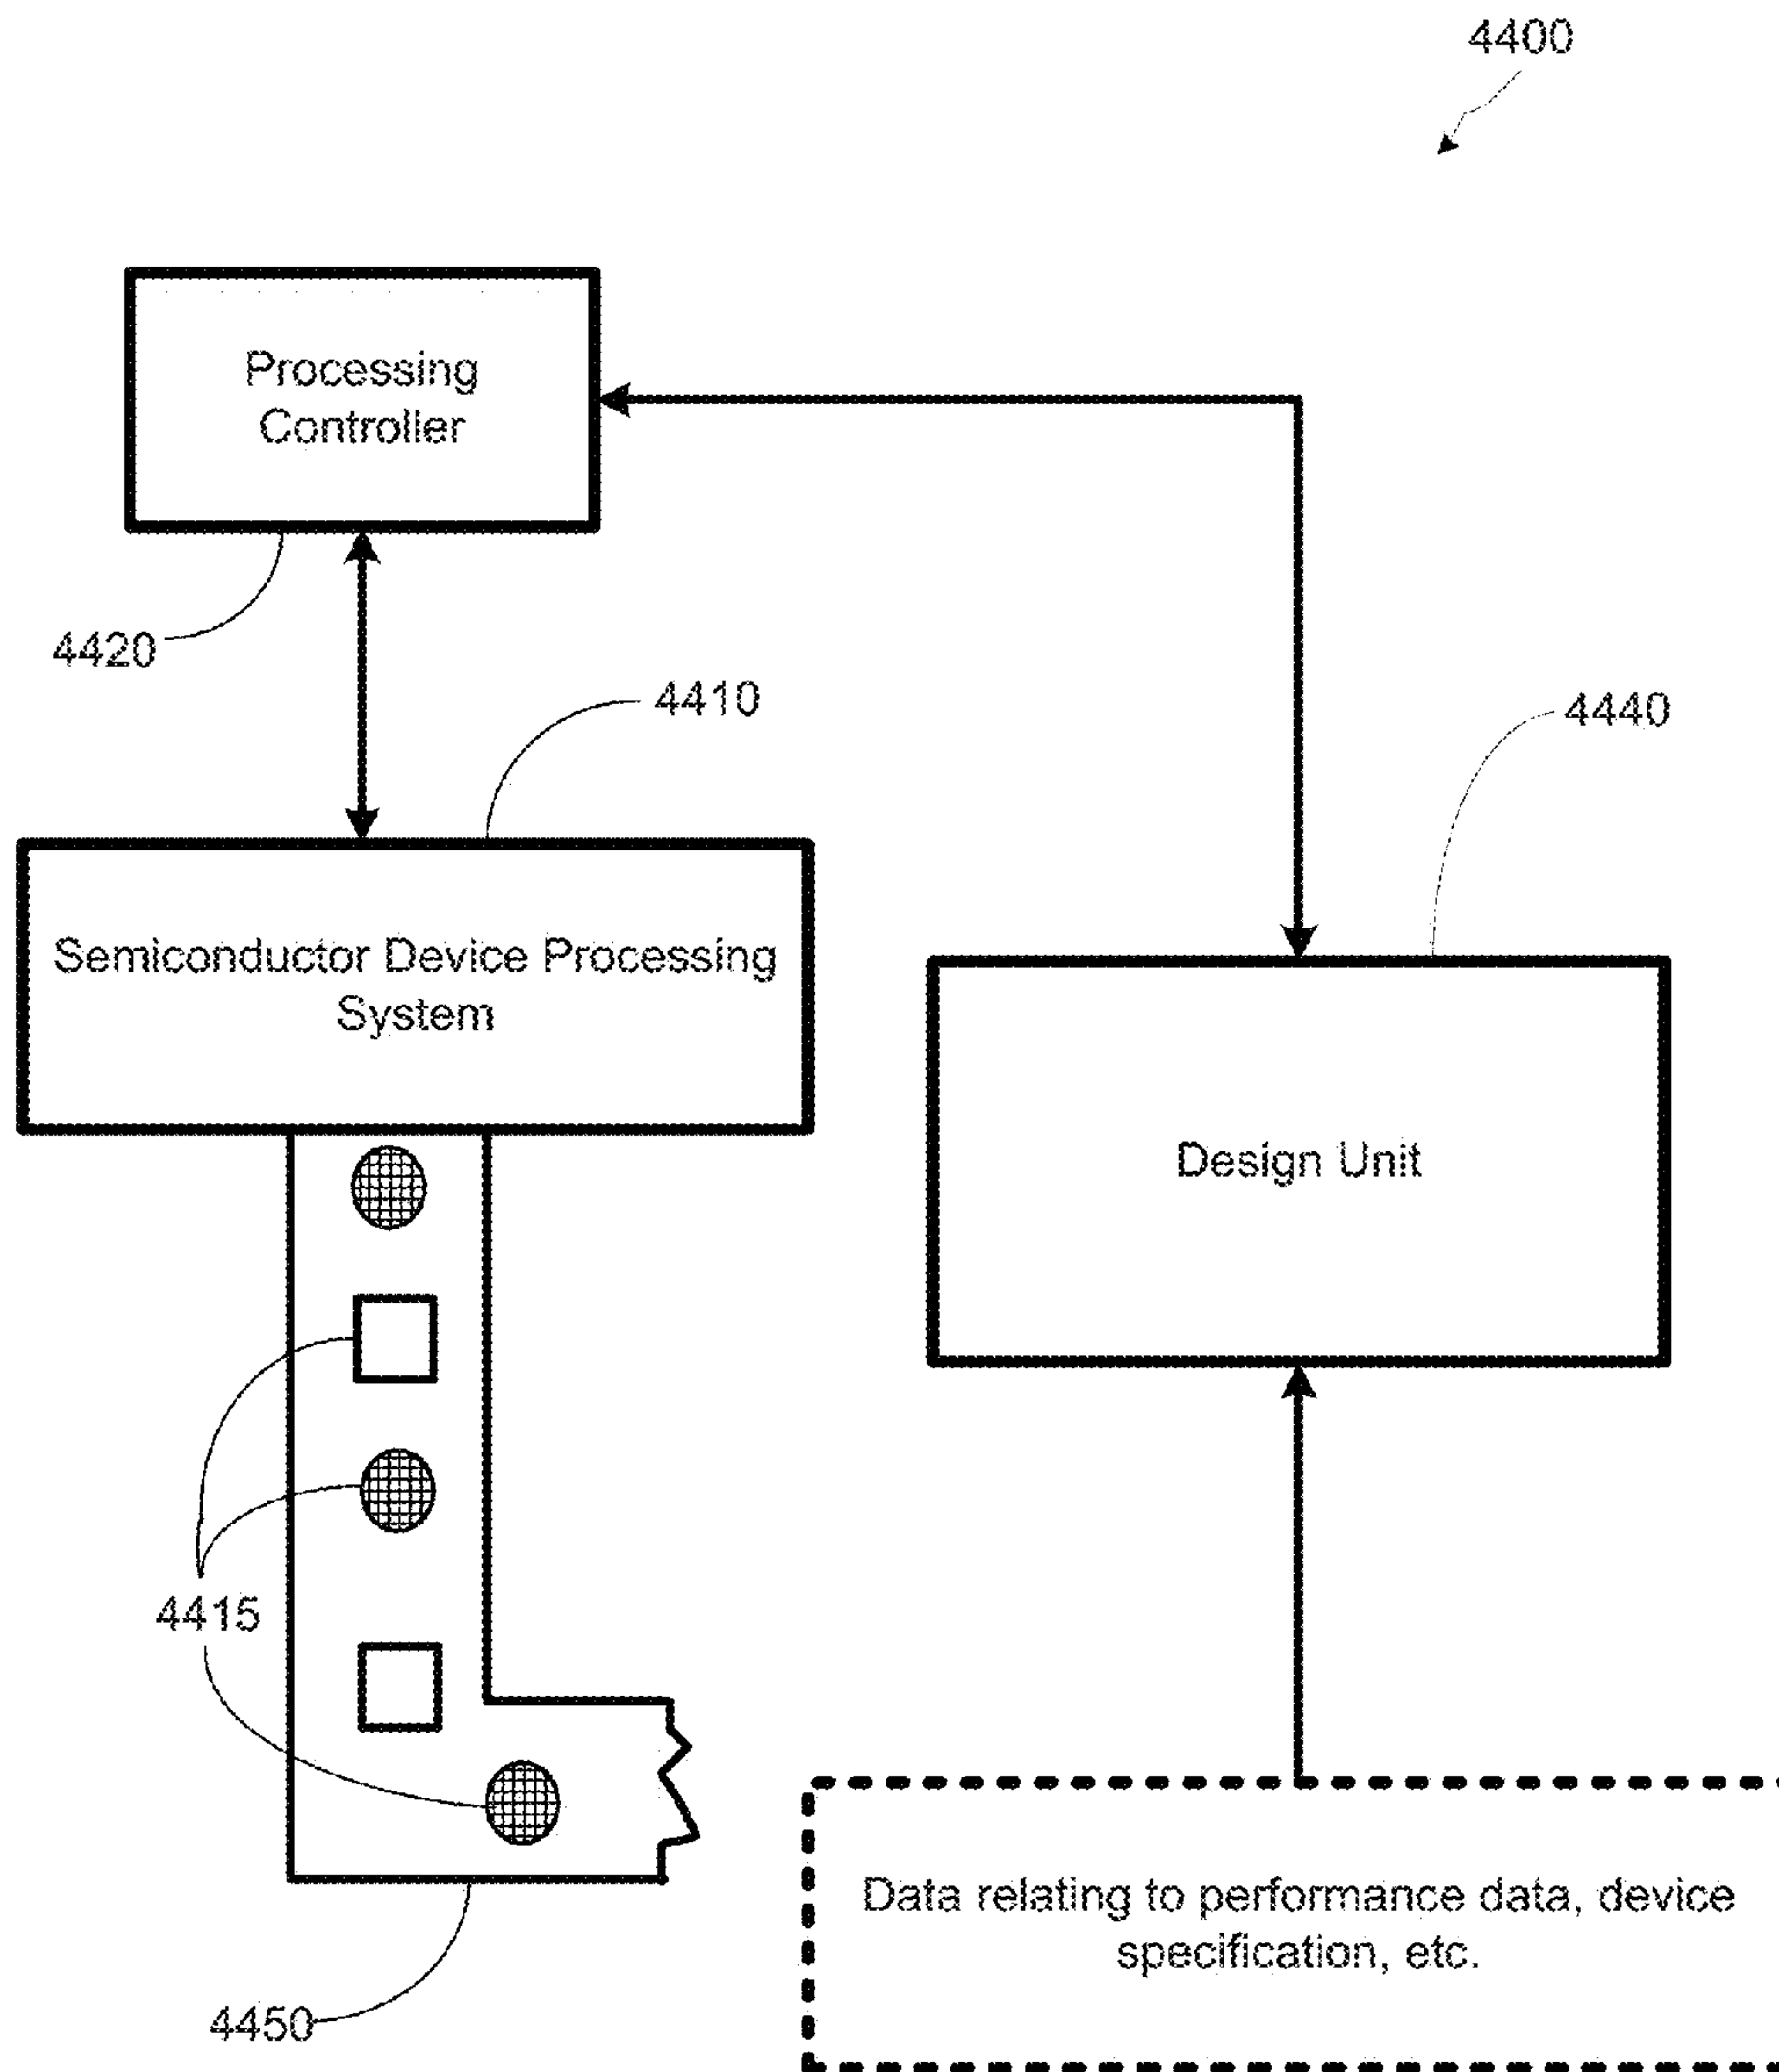 4400
Processing
Controller
4420
4410
4440
Semiconductor Device Processing
System
Design Unit
4415
Data relating to performance data, device
specification, etc.
4450